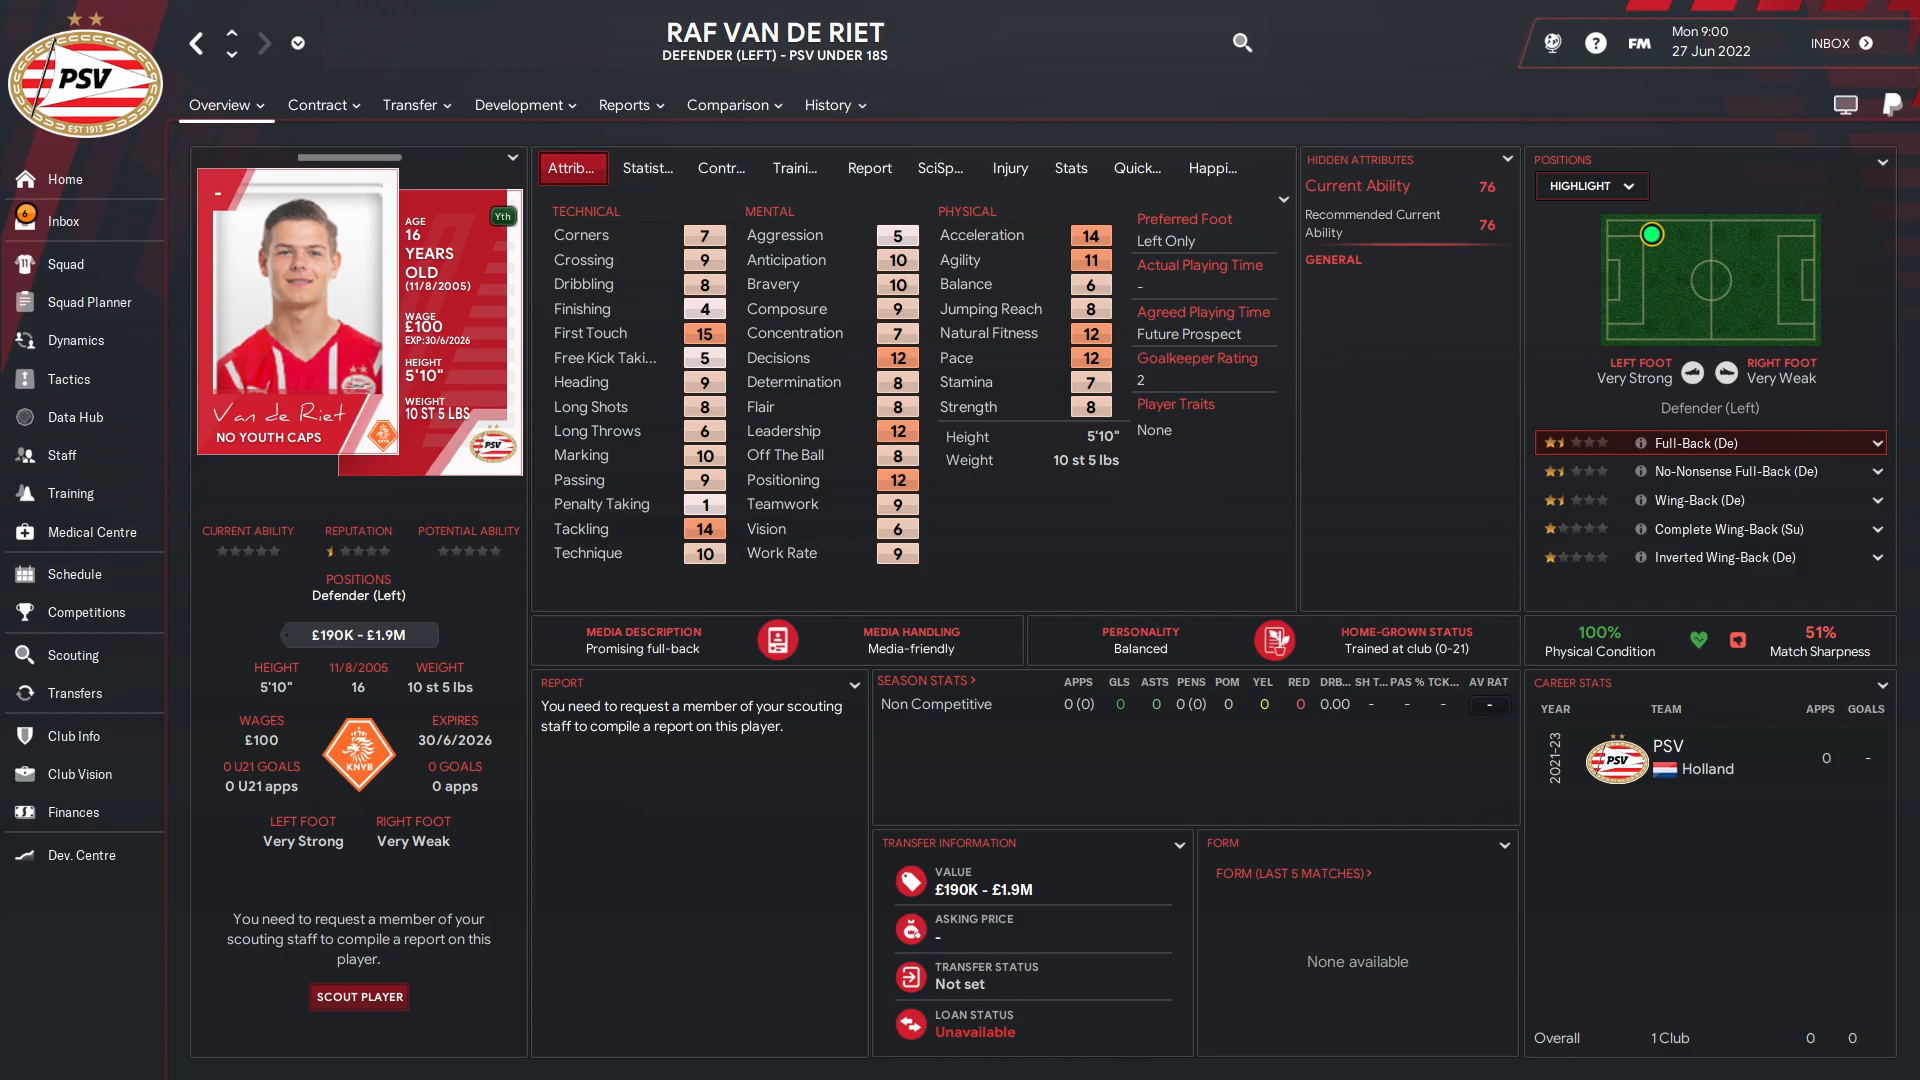 RAF VAN DE RIET
DEFENDER (LEFT) - PSV UNDER 18S
FM
Mon 9:00
27 Jun 2022
INBOX
PSV
EST 1913
Overview
Contract
Transfer
Development
Reports
Comparison
History
Home
6
Inbox
Squad
Squad Planner
Dynamics
Tactics
Data Hub
Staff
Training
Medical Centre
Schedule
Competitions
Scouting
Transfers
Club Info
Club Vision
Finances
Dev. Centre
-
Yth
AGE
16
YEARS
OLD
(11/8/2005)
WAGE
£100
EXP:30/6/2026
HEIGHT
5'10"
WEIGHT
10 ST 5 LBS
Van de Riet
NO YOUTH CAPS
KNVB
PSV
CURRENT ABILITY
REPUTATION
POTENTIAL ABILITY
POSITIONS
Defender (Left)
£190K - £1.9M
HEIGHT 11/8/2005 WEIGHT
5'10" 16 10 st 5 lbs
WAGES EXPIRES
£100 30/6/2026
KNVB
0 U21 GOALS 0 GOALS
0 U21 apps 0 apps
LEFT FOOT RIGHT FOOT
Very Strong Very Weak
You need to request a member of your
scouting staff to compile a report on this
player.
SCOUT PLAYER
Attrib... Statist... Contr... Traini... Report SciSp... Injury Stats Quick... Happi...
TECHNICAL
Corners 7
Crossing 9
Dribbling 8
Finishing 4
First Touch 15
Free Kick Taki... 5
Heading 9
Long Shots 8
Long Throws 6
Marking 10
Passing 9
Penalty Taking 1
Tackling 14
Technique 10
MENTAL
Aggression 5
Anticipation 10
Bravery 10
Composure 9
Concentration 7
Decisions 12
Determination 8
Flair 8
Leadership 12
Off The Ball 8
Positioning 12
Teamwork 9
Vision 6
Work Rate 9
PHYSICAL
Acceleration 14
Agility 11
Balance 6
Jumping Reach 8
Natural Fitness 12
Pace 12
Stamina 7
Strength 8
Height 5'10"
Weight 10 st 5 lbs
Preferred Foot
Left Only
Actual Playing Time
-
Agreed Playing Time
Future Prospect
Goalkeeper Rating
2
Player Traits
None
HIDDEN ATTRIBUTES
Current Ability 76
Recommended Current
Ability 76
GENERAL
POSITIONS
HIGHLIGHT
LEFT FOOT
Very Strong
RIGHT FOOT
Very Weak
Defender (Left)
Full-Back (De)
No-Nonsense Full-Back (De)
Wing-Back (De)
Complete Wing-Back (Su)
Inverted Wing-Back (De)
MEDIA DESCRIPTION
Promising full-back
MEDIA HANDLING
Media-friendly
PERSONALITY
Balanced
HOME-GROWN STATUS
Trained at club (0-21)
100%
Physical Condition
51%
Match Sharpness
REPORT
You need to request a member of your scouting
staff to compile a report on this player.
SEASON STATS > APPS GLS ASTS PENS POM YEL RED DRB... SH T... PAS % TCK... AV RAT
Non Competitive 0 (0) 0 0 0 (0) 0 0 0 0.00 - - - -
TRANSFER INFORMATION
VALUE
£190K - £1.9M
ASKING PRICE
-
TRANSFER STATUS
Not set
LOAN STATUS
Unavailable
FORM
FORM (LAST 5 MATCHES) >
None available
CAREER STATS
YEAR TEAM APPS GOALS
2021-23
PSV
PSV
Holland
0 -
Overall 1 Club 0 0